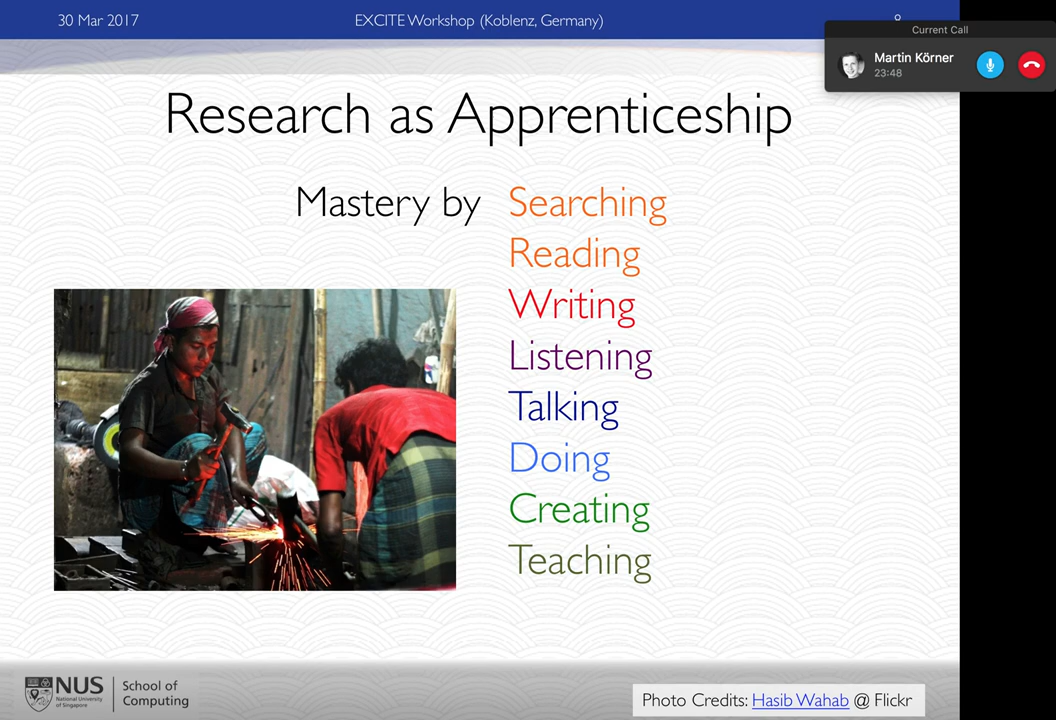 30 Mar 2017
EXCITE Workshop (Koblenz, Germany)
Current Call
Martin Körner
23:48
Research as Apprenticeship
Mastery by Searching
Reading
Writing
Listening
Talking
Doing
Creating
Teaching
NUS
National University
of Singapore
School of
Computing
Photo Credits: Hasib Wahab @ Flickr